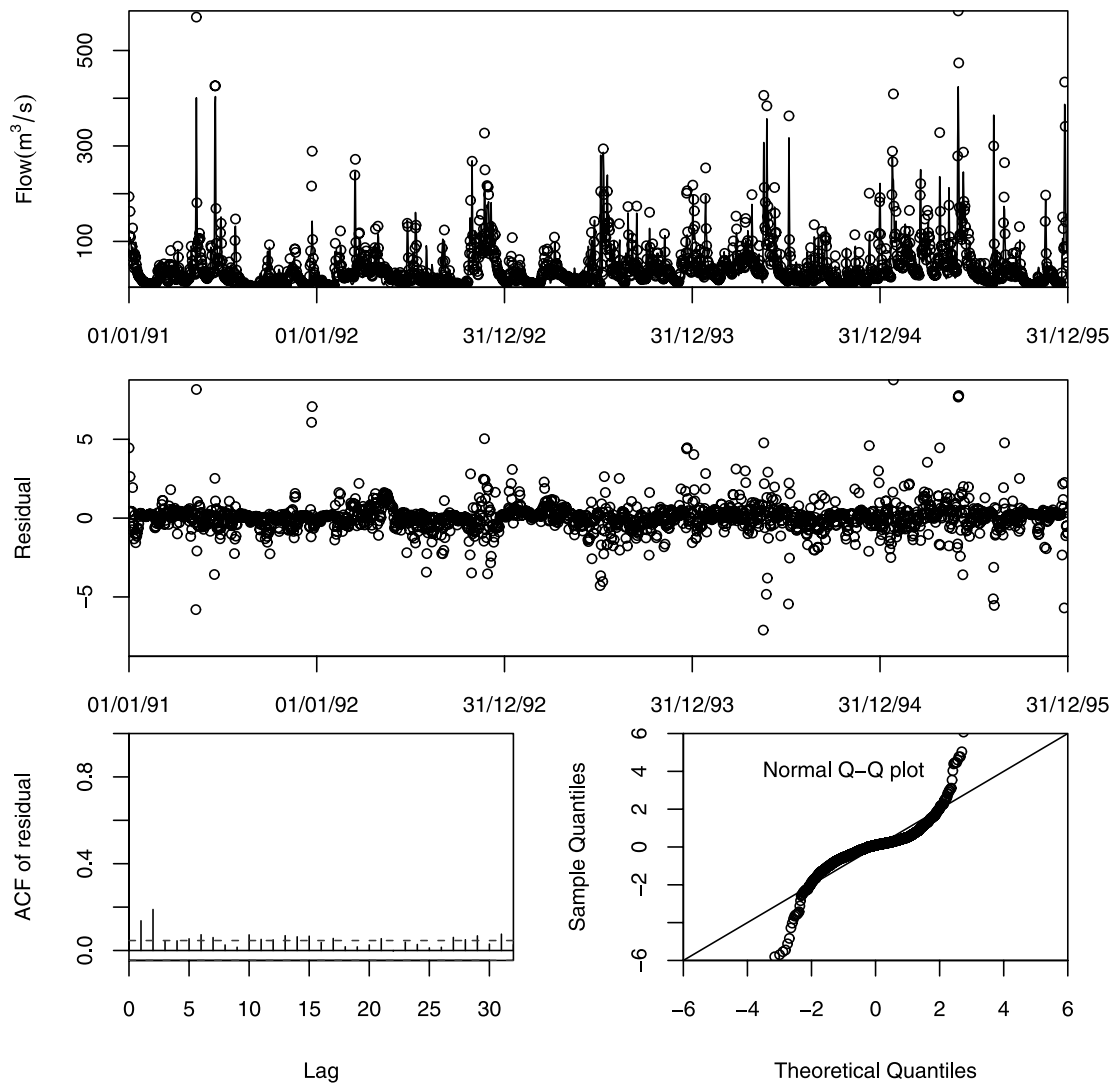 Flow(m³/s)
500
300
100
01/01/91 01/01/92 31/12/92 31/12/93 31/12/94 31/12/95
Residual
5
0
−5
01/01/91 01/01/92 31/12/92 31/12/93 31/12/94 31/12/95
ACF of residual
0.8
0.4
0.0
0 5 10 15 20 25 30
Lag
Normal Q−Q plot
Sample Quantiles
6
4
2
0
−2
−6
−6 −4 −2 0 2 4 6
Theoretical Quantiles